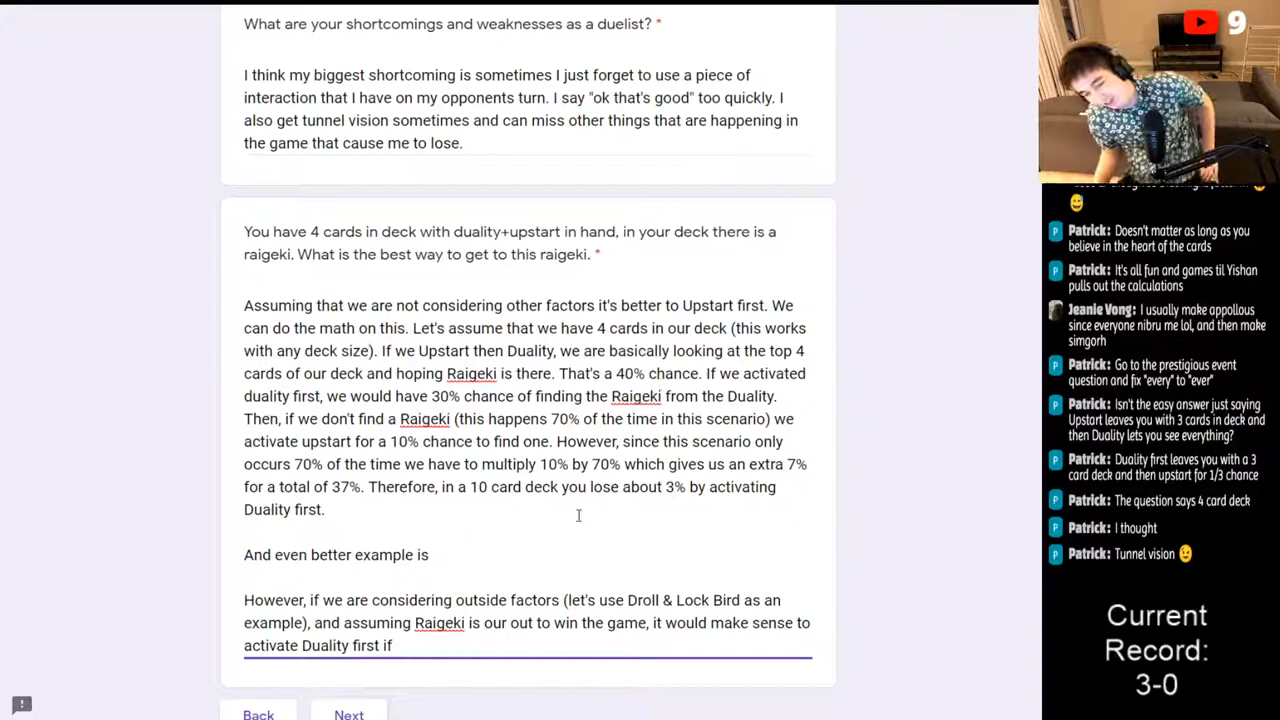 What are your shortcomings and weaknesses as a duelist? *
I think my biggest shortcoming is sometimes I just forget to use a piece of
interaction that I have on my opponents turn. I say "ok that's good" too quickly. I
also get tunnel vision sometimes and can miss other things that are happening in
the game that cause me to lose.
You have 4 cards in deck with duality+upstart in hand, in your deck there is a
raigeki. What is the best way to get to this raigeki. *
Assuming that we are not considering other factors it's better to Upstart first. We
can do the math on this. Let's assume that we have 4 cards in our deck (this works
with any deck size). If we Upstart then Duality, we are basically looking at the top 4
cards of our deck and hoping Raigeki is there. That's a 40% chance. If we activated
duality first, we would have 30% chance of finding the Raigeki from the Duality.
Then, if we don't find a Raigeki (this happens 70% of the time in this scenario) we
activate upstart for a 10% chance to find one. However, since this scenario only
occurs 70% of the time we have to multiply 10% by 70% which gives us an extra 7%
for a total of 37%. Therefore, in a 10 card deck you lose about 3% by activating
Duality first.
And even better example is
However, if we are considering outside factors (let's use Droll & Lock Bird as an
example), and assuming Raigeki is our out to win the game, it would make sense to
activate Duality first if
Back
Next
9
P Patrick: Doesn't matter as long as you
believe in the heart of the cards
P Patrick: It's all fun and games til Yishan
pulls out the calculations
Jeanie Vong: I usually make appollous
since everyone nibru me lol, and then make
simorgh
P Patrick: Go to the prestigious event
question and fix "every" to "ever"
P Patrick: Isn't the easy answer just saying
Upstart leaves you with 3 cards in deck and
then Duality lets you see everything?
P Patrick: Duality first leaves you with a 3
card deck and then upstart for 1/3 chance
P Patrick: The question says 4 card deck
P Patrick: I thought
P Patrick: Tunnel vision 😉
Current
Record:
3-0